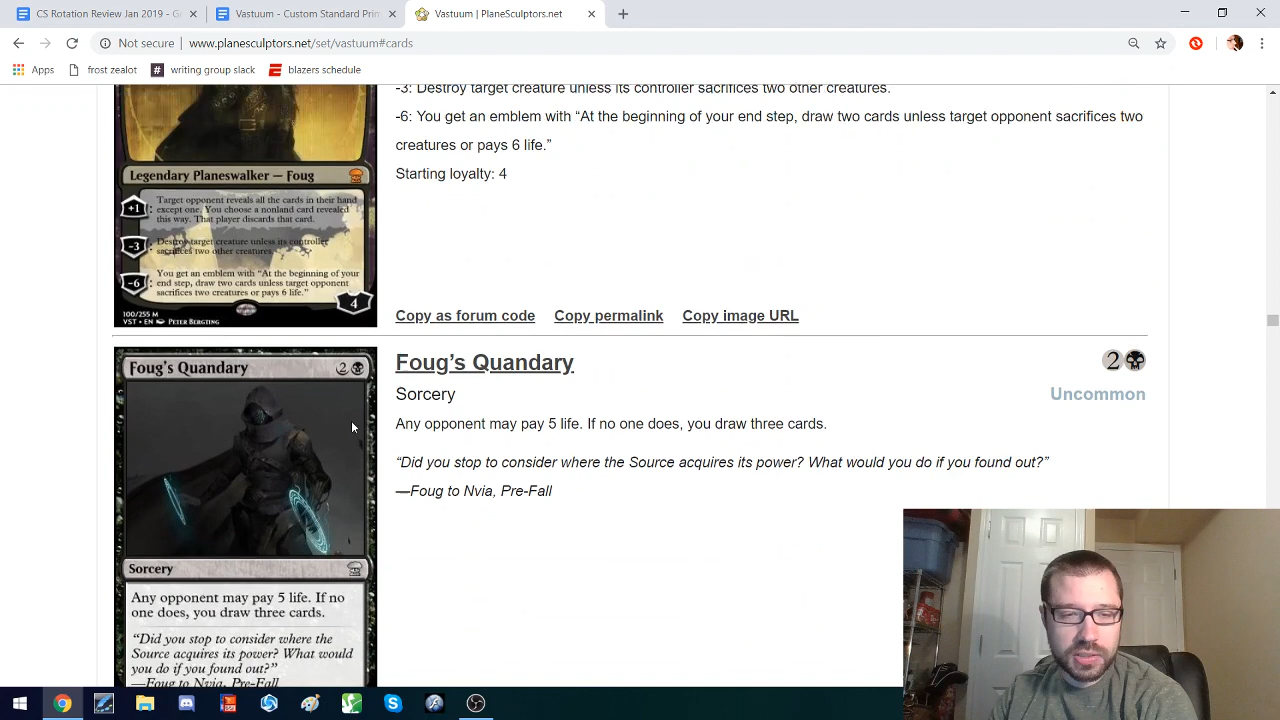 CS Rotation Review Jan 2019 - G
Vastuum - Custom Standard Prin
Vastuum | PlaneSculptors.net
Not secure | www.planesculptors.net/set/vastuum#cards
Apps
frost zealot
writing group slack
blazers schedule
-3: Destroy target creature unless its controller sacrifices two other creatures.
-6: You get an emblem with “At the beginning of your end step, draw two cards unless target opponent sacrifices two
creatures or pays 6 life.”
Starting loyalty: 4
Legendary Planeswalker — Foug
+1: Target opponent reveals all the cards in their hand
except one. You choose a nonland card revealed
this way. That player discards that card.
-3: Destroy target creature unless its controller
sacrifices two other creatures.
-6: You get an emblem with “At the beginning of your
end step, draw two cards unless target opponent
sacrifices two creatures or pays 6 life.”
4
100/255 M
VST • EN Peter Bergting
Copy as forum code
Copy permalink
Copy image URL
Foug’s Quandary 2
Sorcery
Any opponent may pay 5 life. If no
one does, you draw three cards.
“Did you stop to consider where the
Source acquires its power? What would
you do if you found out?”
—Foug to Nvia, Pre-Fall
Foug’s Quandary
2
Sorcery
Uncommon
Any opponent may pay 5 life. If no one does, you draw three cards.
“Did you stop to consider where the Source acquires its power? What would you do if you found out?”
—Foug to Nvia, Pre-Fall